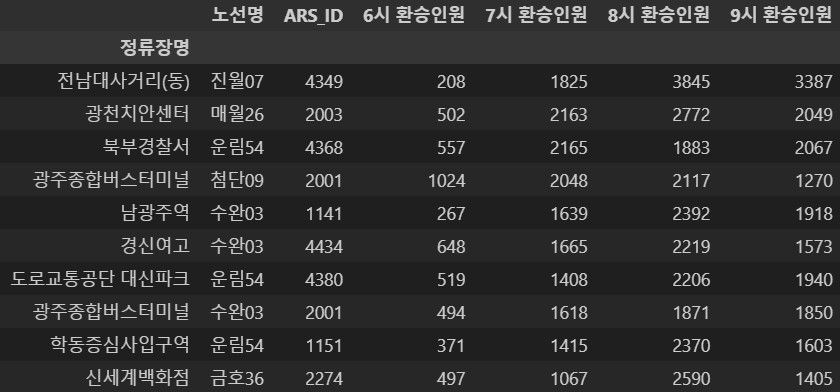 노선명 ARS_ID 6시 환승인원 7시 환승인원 8시 환승인원 9시 환승인원
정류장명
전남대사거리(동) 진월07 4349 208 1825 3845 3387
광천치안센터 매월26 2003 502 2163 2772 2049
북부경찰서 운림54 4368 557 2165 1883 2067
광주종합버스터미널 첨단09 2001 1024 2048 2117 1270
남광주역 수완03 1141 267 1639 2392 1918
경신여고 수완03 4434 648 1665 2219 1573
도로교통공단 대신파크 운림54 4380 519 1408 2206 1940
광주종합버스터미널 수완03 2001 494 1618 1871 1850
학동증심사입구역 운림54 1151 371 1415 2370 1603
신세계백화점 금호36 2274 497 1067 2590 1405